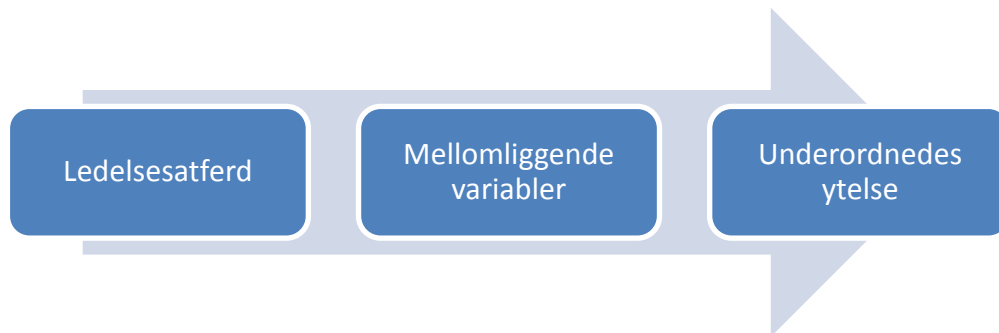 Ledelsesatferd
Mellomliggende
variabler
Underordnedes
ytelse